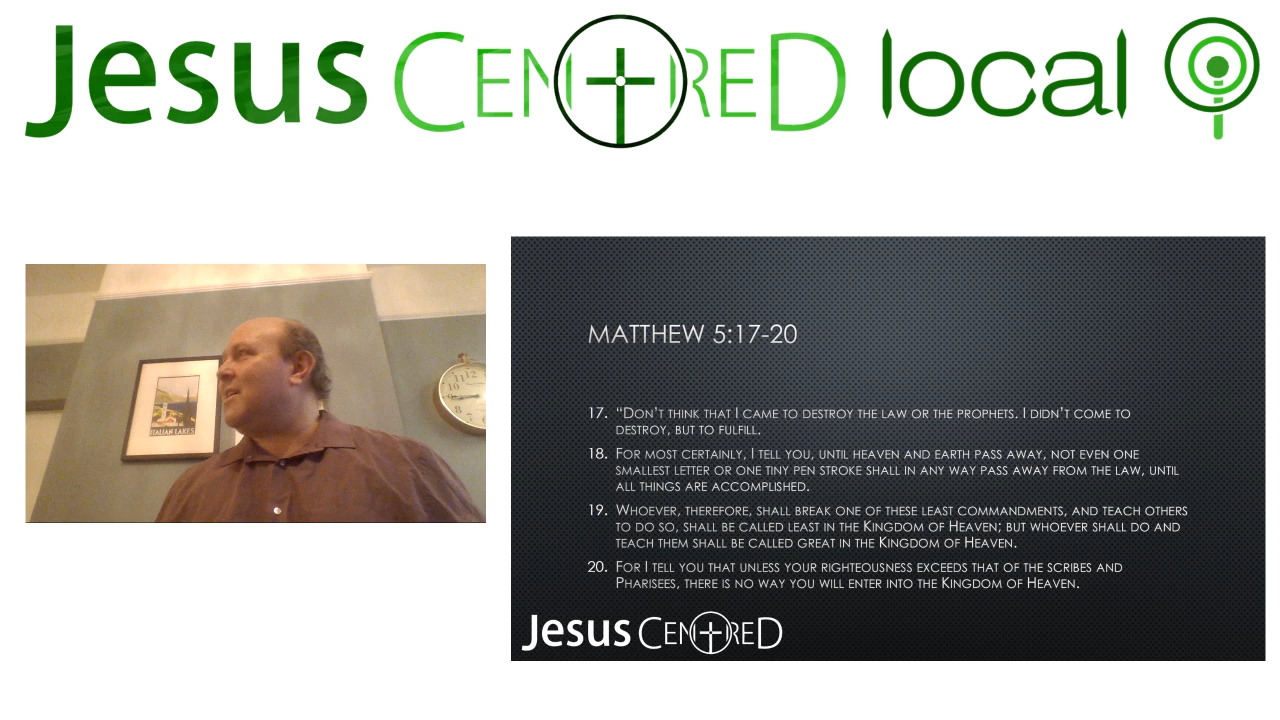 Jesus CENTRED local
ITALIAN LAKES
11 12
10
9
8
MATTHEW 5:17-20
17. “DON’T THINK THAT I CAME TO DESTROY THE LAW OR THE PROPHETS. I DIDN’T COME TO
DESTROY, BUT TO FULFILL.
18. FOR MOST CERTAINLY, I TELL YOU, UNTIL HEAVEN AND EARTH PASS AWAY, NOT EVEN ONE
SMALLEST LETTER OR ONE TINY PEN STROKE SHALL IN ANY WAY PASS AWAY FROM THE LAW, UNTIL
ALL THINGS ARE ACCOMPLISHED.
19. WHOEVER, THEREFORE, SHALL BREAK ONE OF THESE LEAST COMMANDMENTS, AND TEACH OTHERS
TO DO SO, SHALL BE CALLED LEAST IN THE KINGDOM OF HEAVEN; BUT WHOEVER SHALL DO AND
TEACH THEM SHALL BE CALLED GREAT IN THE KINGDOM OF HEAVEN.
20. FOR I TELL YOU THAT UNLESS YOUR RIGHTEOUSNESS EXCEEDS THAT OF THE SCRIBES AND
PHARISEES, THERE IS NO WAY YOU WILL ENTER INTO THE KINGDOM OF HEAVEN.
Jesus CENTRED